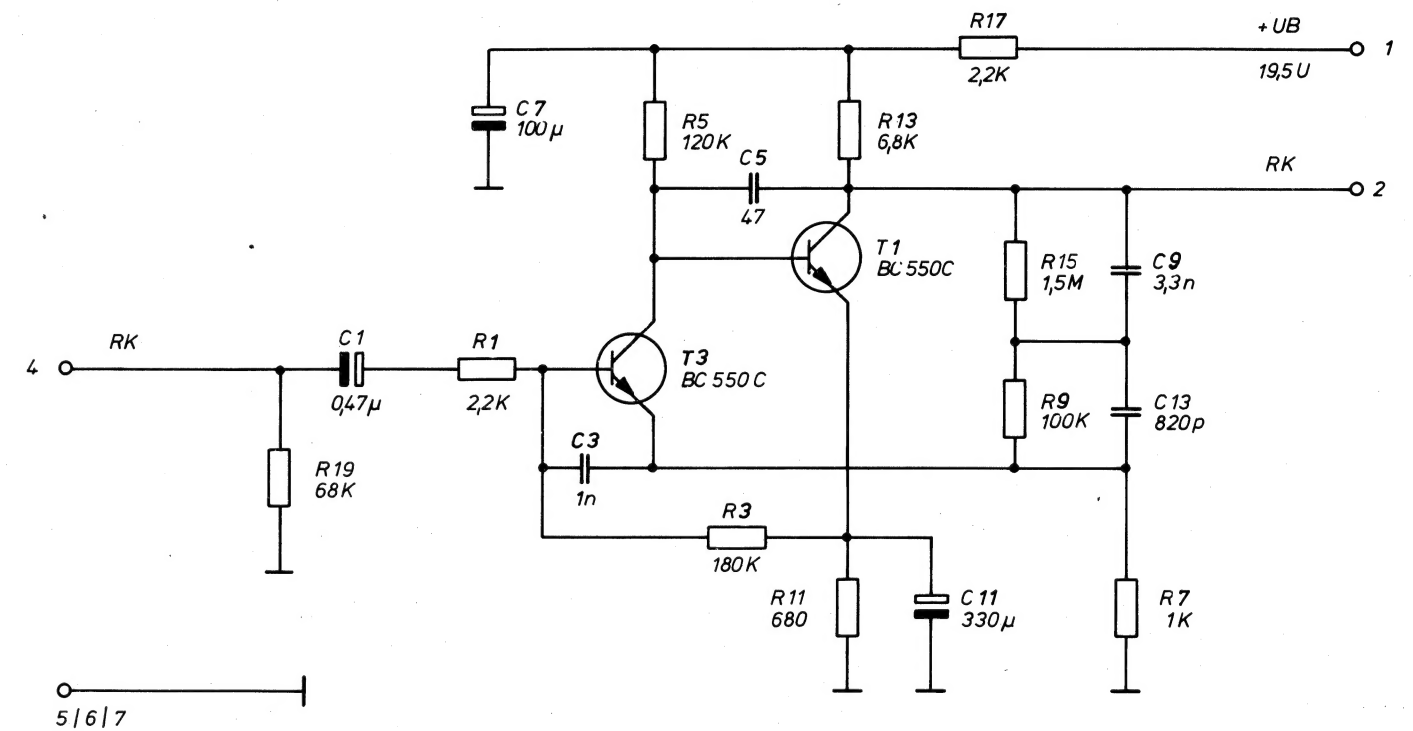 R17
+UB
1
2,2K
19,5U
C7
100µ
R5
120K
R13
6,8K
C5
47
RK
2
T1
BC550C
R15
1,5M
C9
3,3n
RK
4
C1
0,47µ
R1
2,2K
T3
BC 550 C
R9
100K
C13
820p
C3
1n
R19
68K
R3
180K
R11
680
C11
330µ
R7
1K
5|6|7